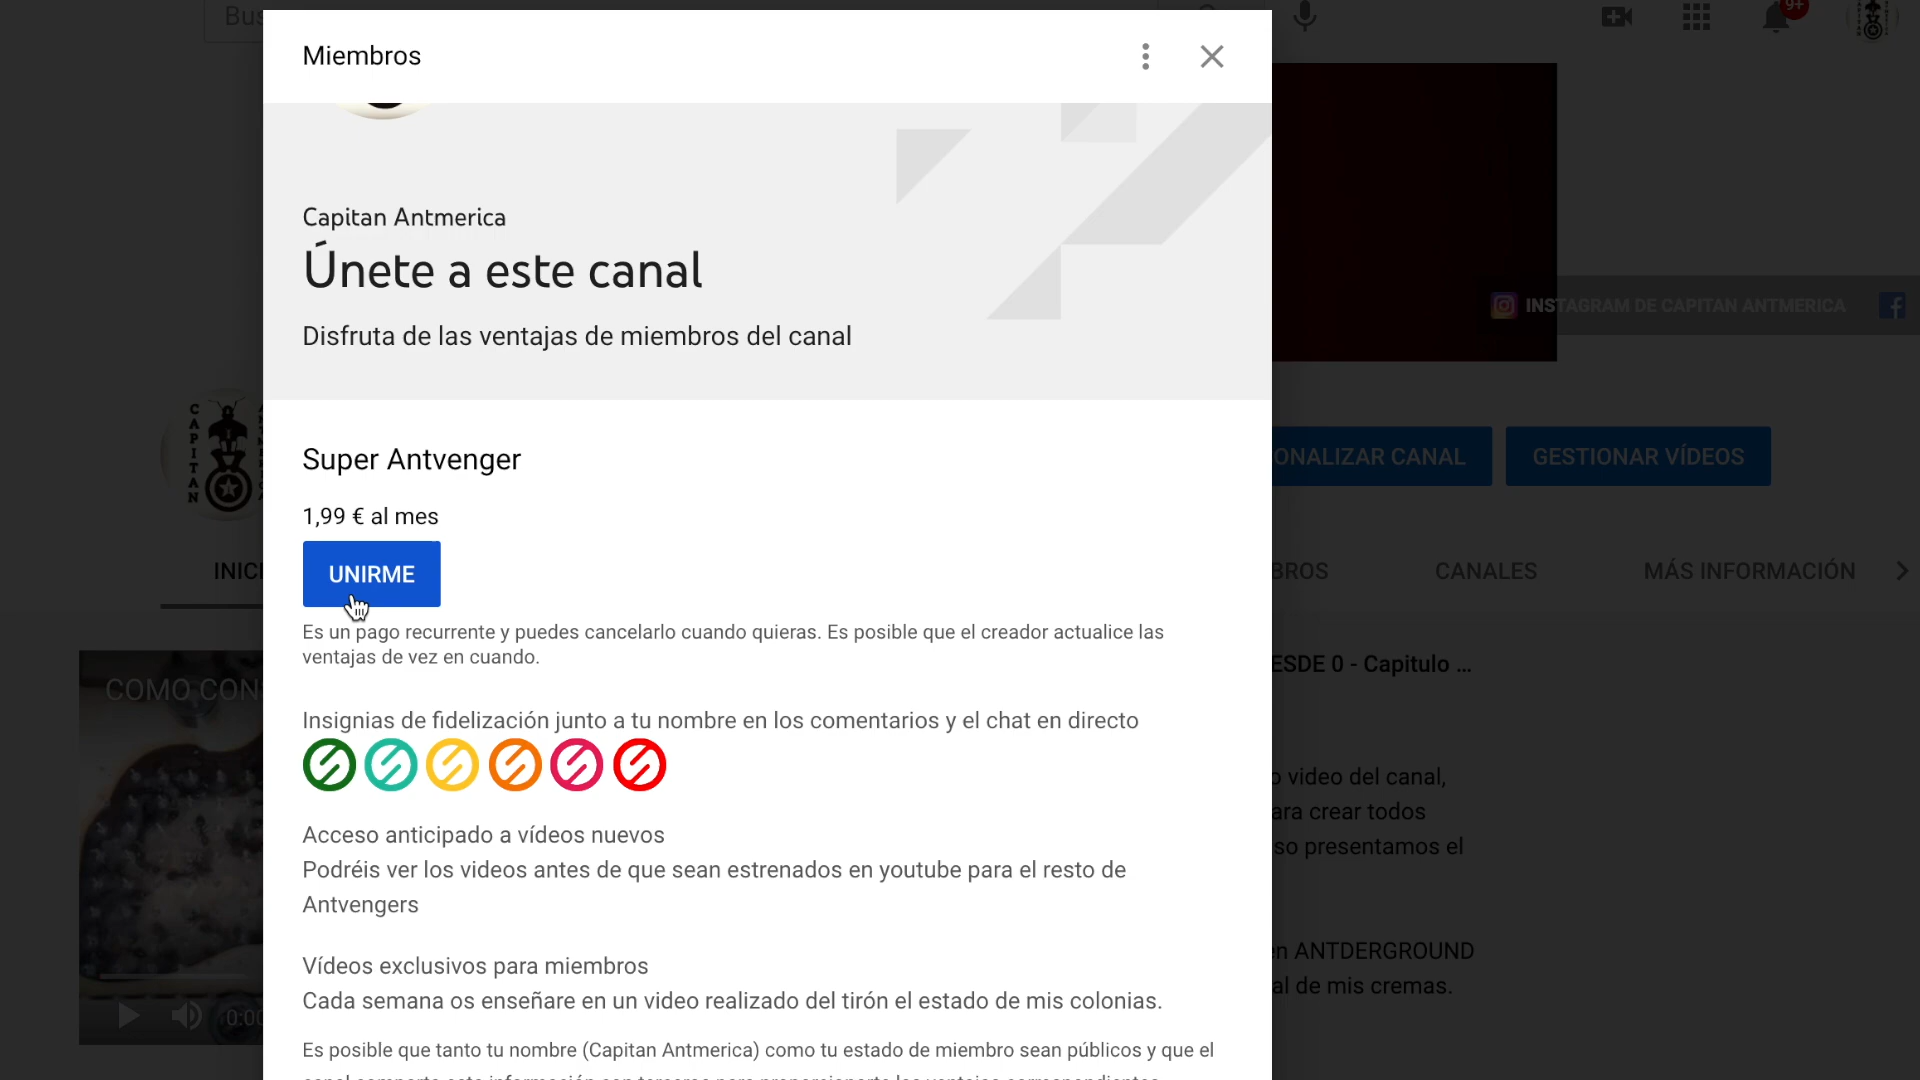 Bus
9+
Miembros
Capitan Antmerica
Únete a este canal
Disfruta de las ventajas de miembros del canal
INSTAGRAM DE CAPITAN ANTMERICA
CAPITAN
Super Antvenger
1,99 € al mes
UNIRME
ONALIZAR CANAL
GESTIONAR VÍDEOS
INICI
BROS
CANALES
MÁS INFORMACIÓN
Es un pago recurrente y puedes cancelarlo cuando quieras. Es posible que el creador actualice las
ventajas de vez en cuando.
COMO CON
ESDE 0 - Capitulo ...
Insignias de fidelización junto a tu nombre en los comentarios y el chat en directo
o video del canal,
ara crear todos
so presentamos el
Acceso anticipado a vídeos nuevos
Podréis ver los videos antes de que sean estrenados en youtube para el resto de
Antvengers
en ANTDERGROUND
al de mis cremas.
Vídeos exclusivos para miembros
Cada semana os enseñare en un video realizado del tirón el estado de mis colonias.
0:00
Es posible que tanto tu nombre (Capitan Antmerica) como tu estado de miembro sean públicos y que el